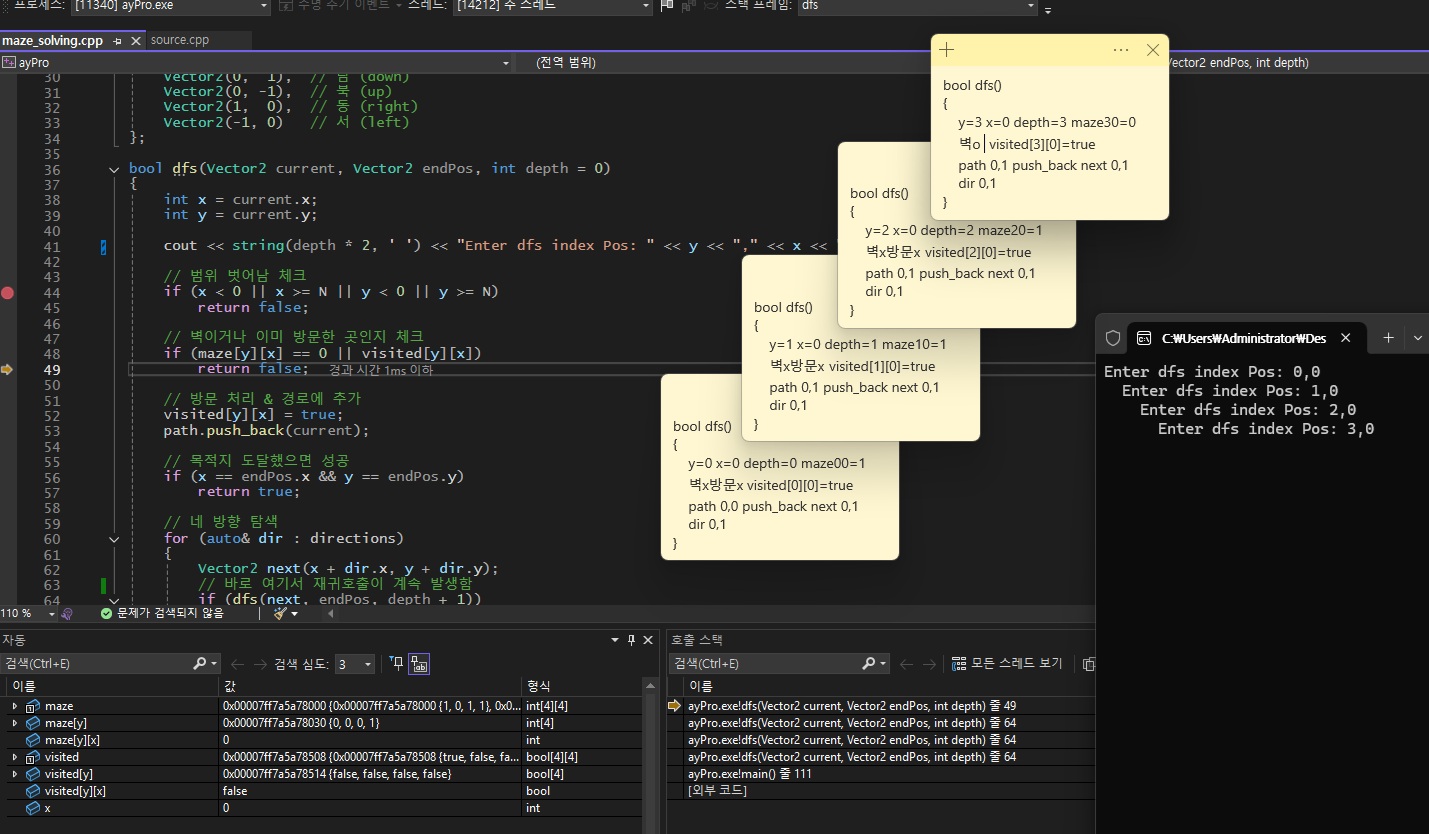 프로세스: [11340] ayPro.exe 수명 주기 이벤트 스레드: [14212] 주 스레드 스택 프레임: dfs
maze_solving.cpp source.cpp
ayPro (전역 범위) Vector2 endPos, int depth)
30 Vector2(0, 1), // 남 (down)
31 Vector2(0, -1), // 북 (up)
32 Vector2(1, 0), // 동 (right)
33 Vector2(-1, 0) // 서 (left)
34 };
35
36 bool dfs(Vector2 current, Vector2 endPos, int depth = 0)
37 {
38 int x = current.x;
39 int y = current.y;
40
41 cout << string(depth * 2, ' ') << "Enter dfs index Pos: " << y << "," << x <<
42
43 // 범위 벗어남 체크
44 if (x < 0 || x >= N || y < 0 || y >= N)
45 return false;
46
47 // 벽이거나 이미 방문한 곳인지 체크
48 if (maze[y][x] == 0 || visited[y][x])
49 return false; 경과 시간 1ms 이하
50
51 // 방문 처리 & 경로에 추가
52 visited[y][x] = true;
53 path.push_back(current);
54
55 // 목적지 도달했으면 성공
56 if (x == endPos.x && y == endPos.y)
57 return true;
58
59 // 네 방향 탐색
60 for (auto& dir : directions)
61 {
62 Vector2 next(x + dir.x, y + dir.y);
63 // 바로 여기서 재귀호출이 계속 발생함
64 if (dfs(next, endPos, depth + 1))
110 % 문제가 검색되지 않음
bool dfs()
{
y=3 x=0 depth=3 maze30=0
벽o visited[3][0]=true
path 0,1 push_back next 0,1
dir 0,1
}
bool dfs()
{
y=2 x=0 depth=2 maze20=1
벽x방문x visited[2][0]=true
path 0,1 push_back next 0,1
dir 0,1
}
bool dfs()
{
y=1 x=0 depth=1 maze10=1
벽x방문x visited[1][0]=true
path 0,1 push_back next 0,1
dir 0,1
}
bool dfs()
{
y=0 x=0 depth=0 maze00=1
벽x방문x visited[0][0]=true
path 0,0 push_back next 0,1
dir 0,1
}
C:₩Users₩Administrator₩Des
Enter dfs index Pos: 0,0
Enter dfs index Pos: 1,0
Enter dfs index Pos: 2,0
Enter dfs index Pos: 3,0
자동
검색(Ctrl+E) 검색 심도: 3
이름 값 형식
maze 0x00007ff7a5a78000 {0x00007ff7a5a78000 {1, 0, 1, 1}, 0x0... int[4][4]
maze[y] 0x00007ff7a5a78030 {0, 0, 0, 1} int[4]
maze[y][x] 0 int
visited 0x00007ff7a5a78508 {0x00007ff7a5a78508 {true, false, fa... bool[4][4]
visited[y] 0x00007ff7a5a78514 {false, false, false, false} bool[4]
visited[y][x] false bool
x 0 int
호출 스택
검색(Ctrl+E) 모든 스레드 보기
이름
ayPro.exe!dfs(Vector2 current, Vector2 endPos, int depth) 줄 49
ayPro.exe!dfs(Vector2 current, Vector2 endPos, int depth) 줄 64
ayPro.exe!dfs(Vector2 current, Vector2 endPos, int depth) 줄 64
ayPro.exe!dfs(Vector2 current, Vector2 endPos, int depth) 줄 64
ayPro.exe!main() 줄 111
[외부 코드]